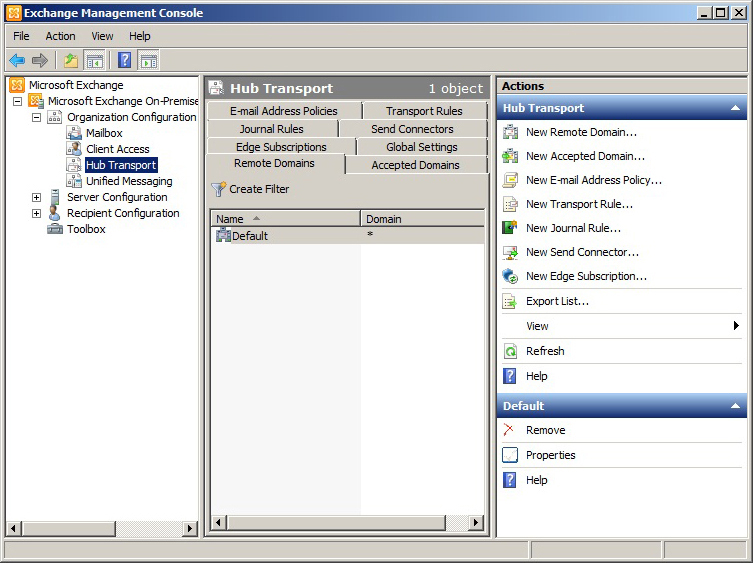 Exchange Management Console
File Action View Help
Microsoft Exchange
Microsoft Exchange On-Premise
Organization Configuration
Mailbox
Client Access
Hub Transport
Unified Messaging
Server Configuration
Recipient Configuration
Toolbox
Hub Transport 1 object
E-mail Address Policies Transport Rules
Journal Rules Send Connectors
Edge Subscriptions Global Settings
Remote Domains Accepted Domains
Create Filter
Name Domain
Default *
Actions
Hub Transport
New Remote Domain...
New Accepted Domain...
New E-mail Address Policy...
New Transport Rule...
New Journal Rule...
New Send Connector...
New Edge Subscription...
Export List...
View
Refresh
Help
Default
Remove
Properties
Help